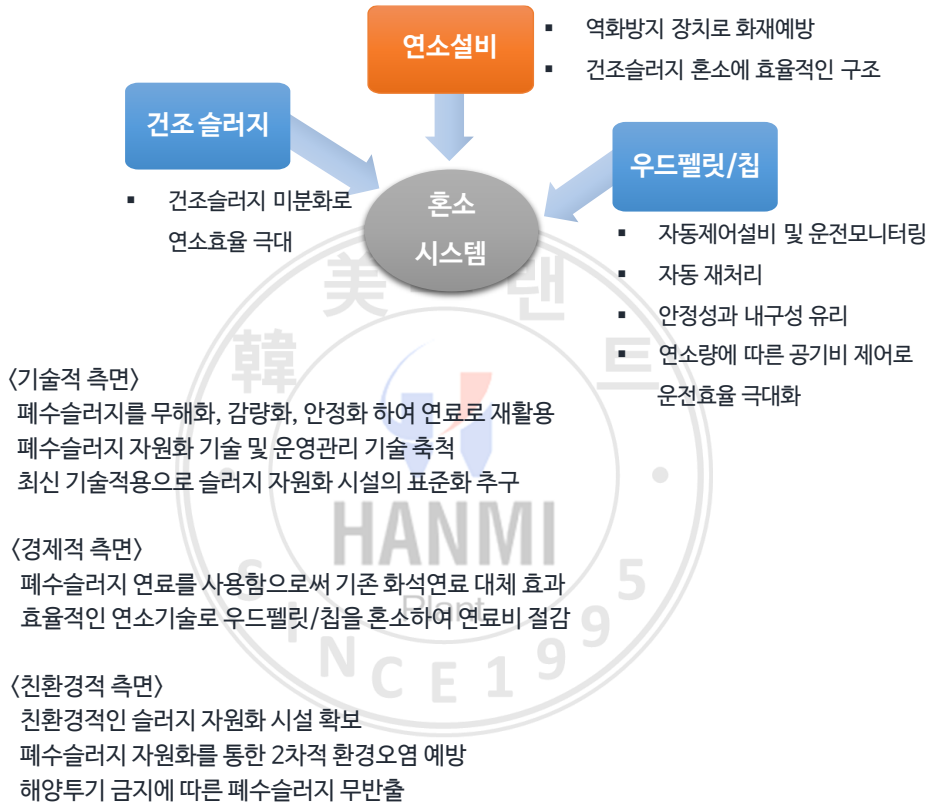 연소설비
▪ 역화방지 장치로 화재예방
▪ 건조슬러지 혼소에 효율적인 구조
건조 슬러지
▪ 건조슬러지 미분화로
연소효율 극대
혼소
시스템
우드펠릿/칩
▪ 자동제어설비 및 운전모니터링
▪ 자동 재처리
▪ 안정성과 내구성 유리
▪ 연소량에 따른 공기비 제어로
운전효율 극대화
〈기술적 측면〉
폐수슬러지를 무해화, 감량화, 안정화 하여 연료로 재활용
폐수슬러지 자원화 기술 및 운영관리 기술 축척
최신 기술적용으로 슬러지 자원화 시설의 표준화 추구
〈경제적 측면〉
폐수슬러지 연료를 사용함으로써 기존 화석연료 대체 효과
효율적인 연소기술로 우드펠릿/칩을 혼소하여 연료비 절감
〈친환경적 측면〉
친환경적인 슬러지 자원화 시설 확보
폐수슬러지 자원화를 통한 2차적 환경오염 예방
해양투기 금지에 따른 폐수슬러지 무반출
韓美 랜트
HANMI
Plant
SINCE 1995